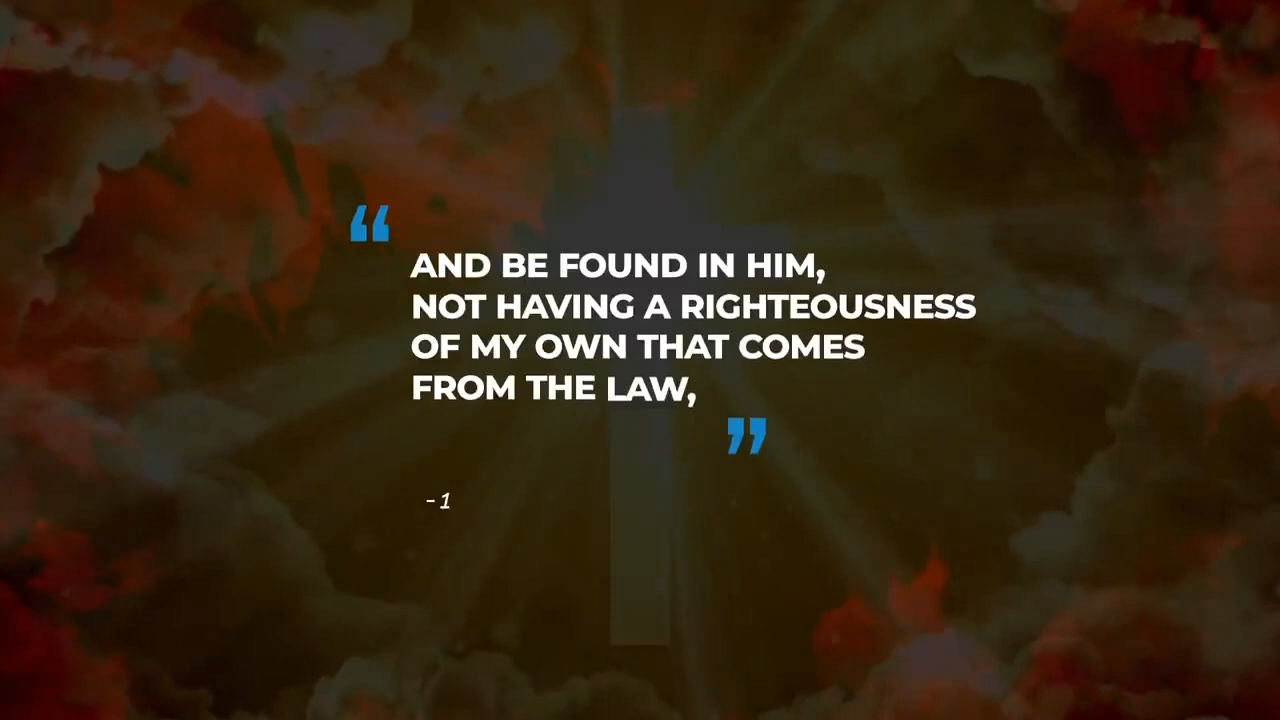 “
AND BE FOUND IN HIM,
NOT HAVING A RIGHTEOUSNESS
OF MY OWN THAT COMES
FROM THE LAW,
”
- 1